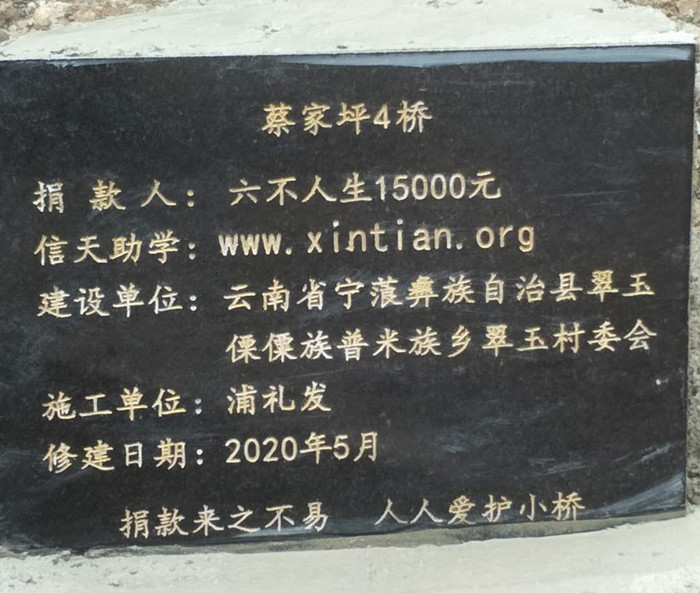 蔡家坪4桥
捐款人：六不人生15000元
信天助学：www.xintian.org
建设单位：云南省宁蒗彝族自治县翠玉
傈僳族普米族乡翠玉村委会
施工单位：浦礼发
修建日期：2020年5月
捐款来之不易 人人爱护小桥